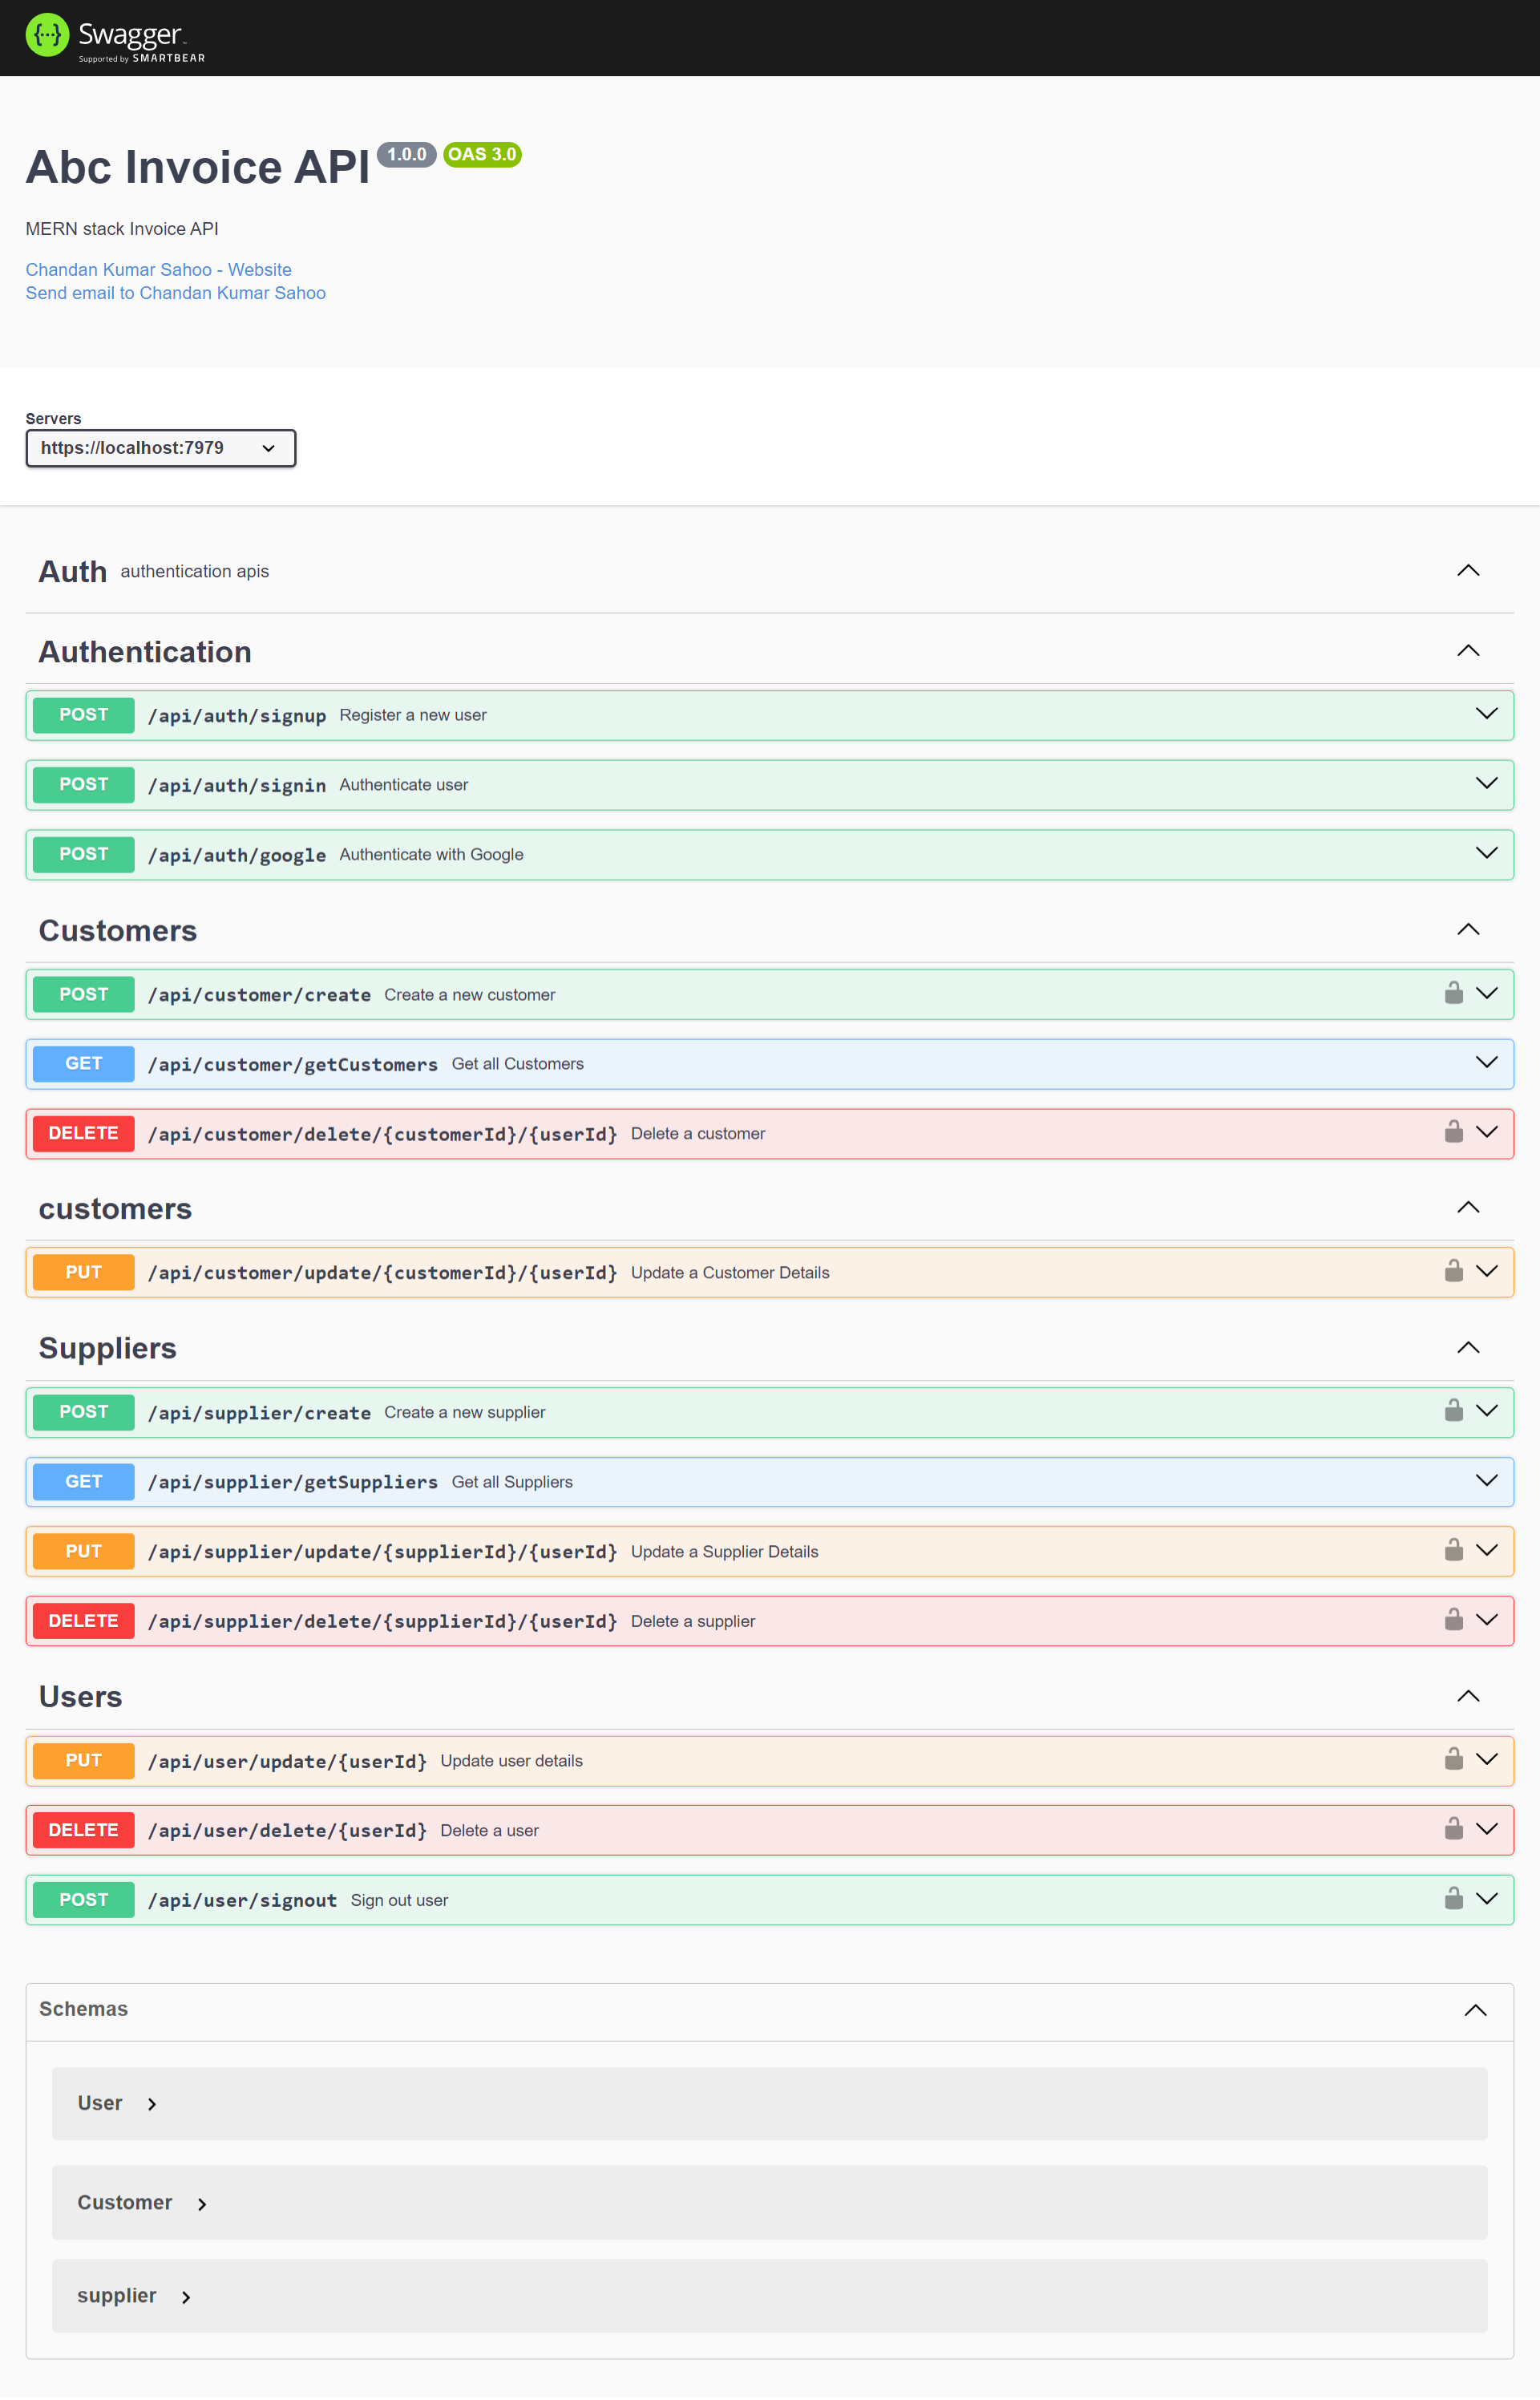 Swagger
Supported by SMARTBEAR
Abc Invoice API 1.0.0 OAS 3.0
MERN stack Invoice API
Chandan Kumar Sahoo - Website
Send email to Chandan Kumar Sahoo
Servers
https://localhost:7979
Auth authentication apis
Authentication
POST /api/auth/signup Register a new user
POST /api/auth/signin Authenticate user
POST /api/auth/google Authenticate with Google
Customers
POST /api/customer/create Create a new customer
GET /api/customer/getCustomers Get all Customers
DELETE /api/customer/delete/{customerId}/{userId} Delete a customer
customers
PUT /api/customer/update/{customerId}/{userId} Update a Customer Details
Suppliers
POST /api/supplier/create Create a new supplier
GET /api/supplier/getSuppliers Get all Suppliers
PUT /api/supplier/update/{supplierId}/{userId} Update a Supplier Details
DELETE /api/supplier/delete/{supplierId}/{userId} Delete a supplier
Users
PUT /api/user/update/{userId} Update user details
DELETE /api/user/delete/{userId} Delete a user
POST /api/user/signout Sign out user
Schemas
User
Customer
supplier